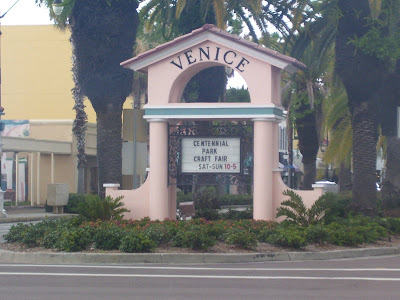 VENICE
CENTENNIAL
PARK
CRAFT FAIR
SAT-SUN 10-5